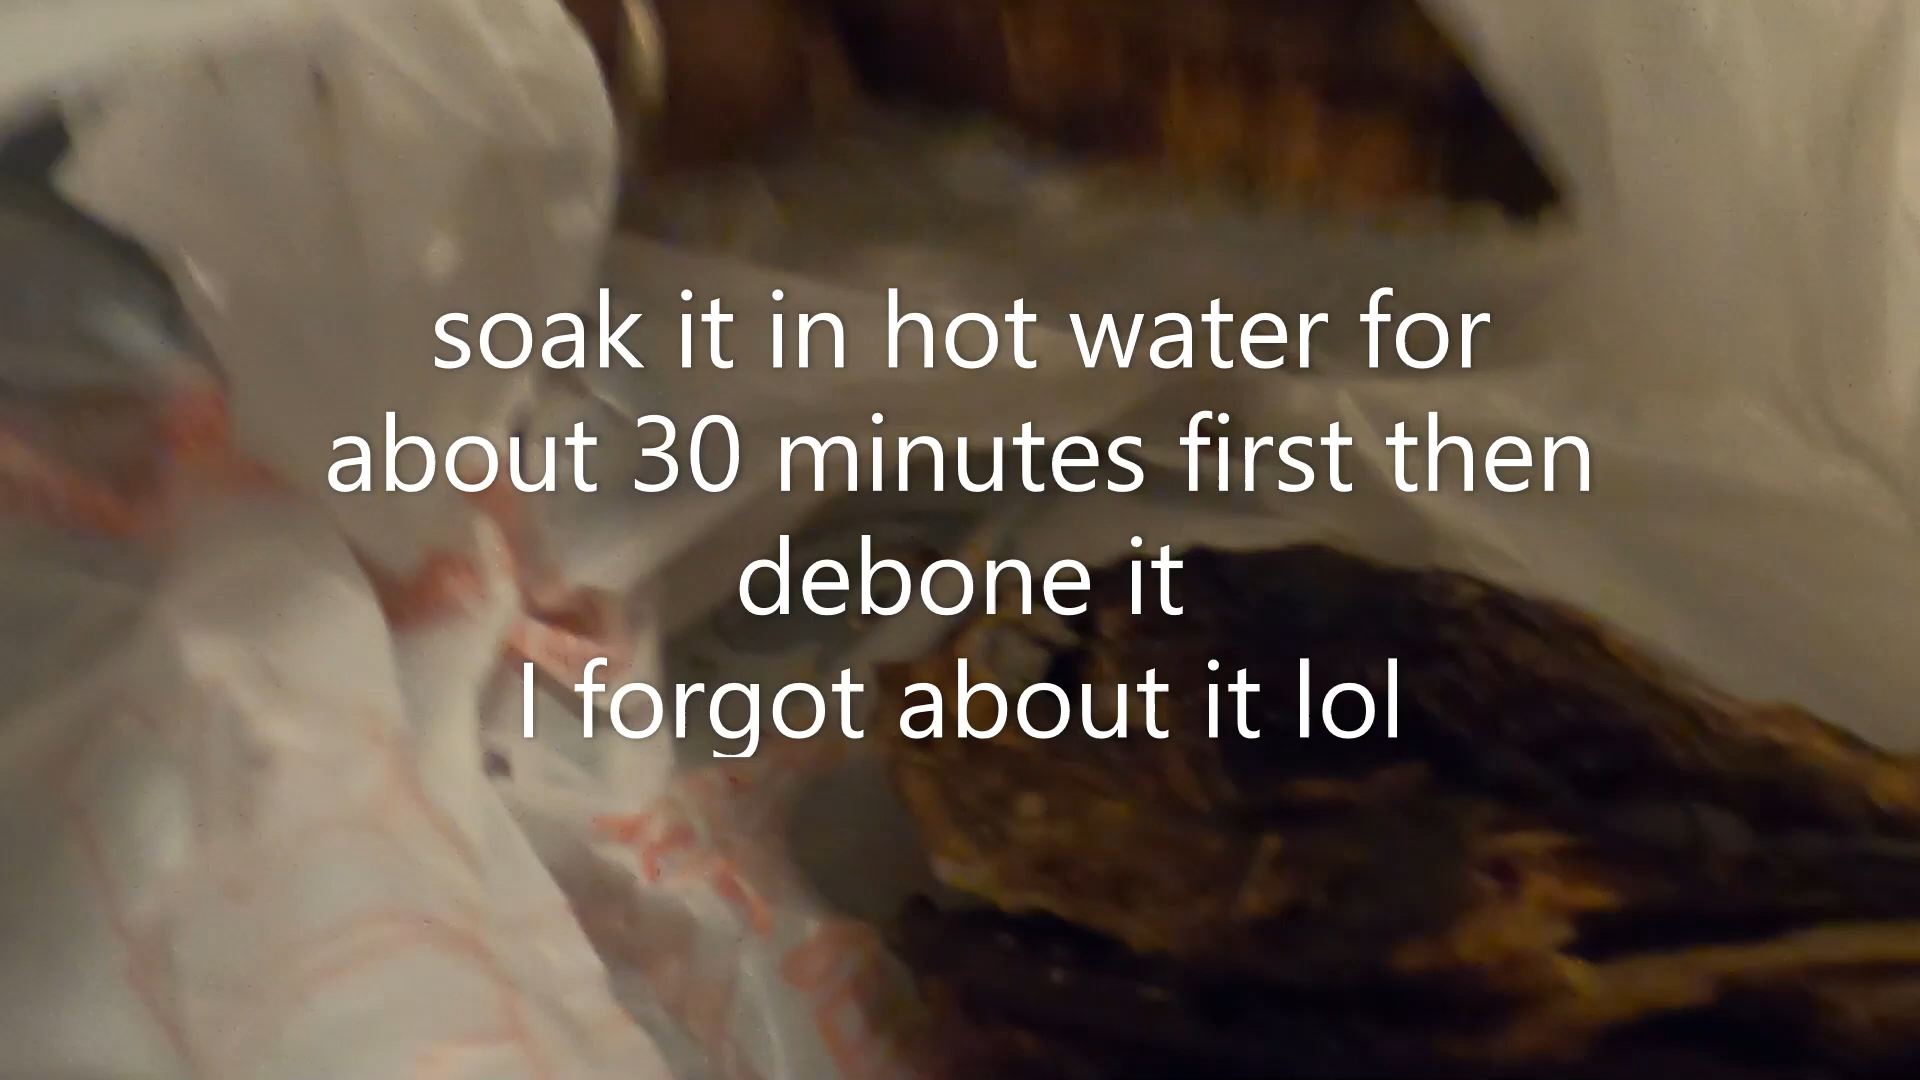 soak it in hot water for
about 30 minutes first then
debone it
I forgot about it lol